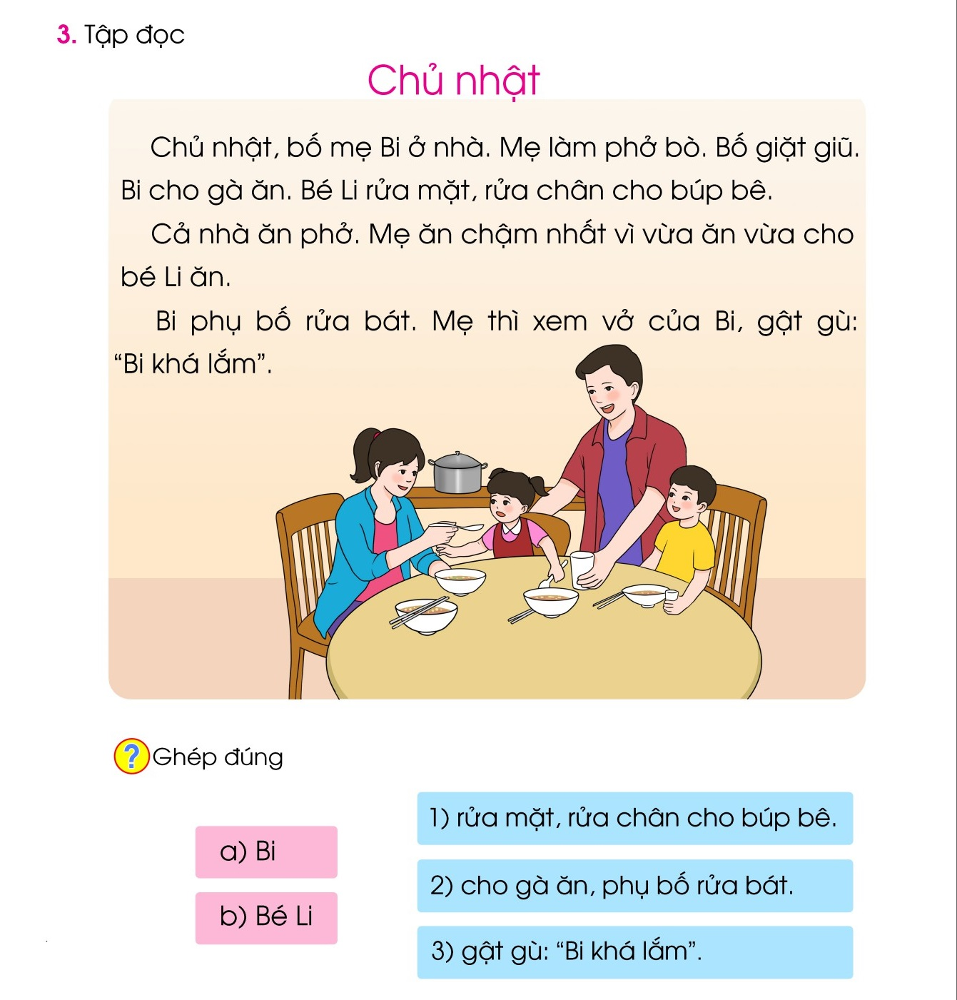 3. Tập đọc
Chủ nhật
Chủ nhật, bố mẹ Bi ở nhà. Mẹ làm phở bò. Bố giặt giũ.
Bi cho gà ăn. Bé Li rửa mặt, rửa chân cho búp bê.
Cả nhà ăn phở. Mẹ ăn chậm nhất vì vừa ăn vừa cho
bé Li ăn.
Bi phụ bố rửa bát. Mẹ thì xem vở của Bi, gật gù:
“Bi khá lắm”.
? Ghép đúng
a) Bi
b) Bé Li
1) rửa mặt, rửa chân cho búp bê.
2) cho gà ăn, phụ bố rửa bát.
3) gật gù: “Bi khá lắm”.